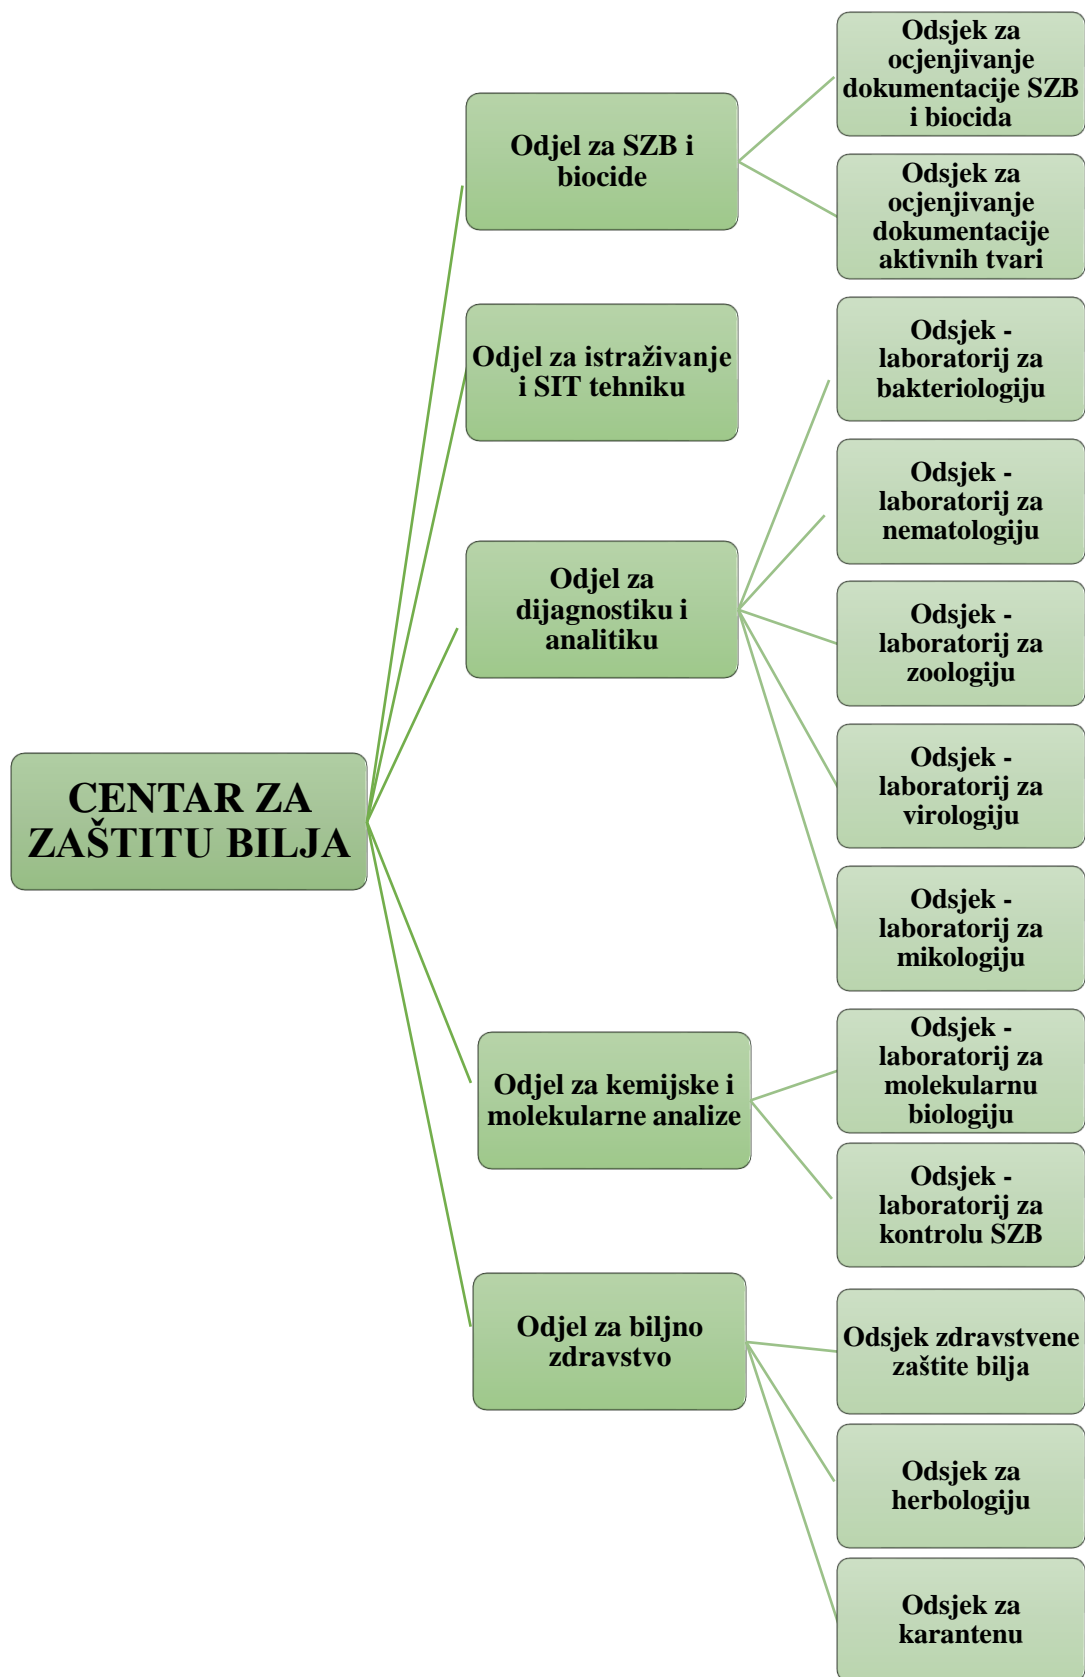 CENTAR ZA
ZAŠTITU BILJA
Odjel za SZB i
biocide
Odsjek za
ocjenjivanje
dokumentacije SZB
i biocida
Odsjek za
ocjenjivanje
dokumentacije
aktivnih tvari
Odjel za istraživanje
i SIT tehniku
Odjel za
dijagnostiku i
analitiku
Odsjek -
laboratorij za
bakteriologiju
Odsjek -
laboratorij za
nematologiju
Odsjek -
laboratorij za
zoologiju
Odsjek -
laboratorij za
virologiju
Odsjek -
laboratorij za
mikologiju
Odjel za kemijske i
molekularne analize
Odsjek -
laboratorij za
molekularnu
biologiju
Odsjek -
laboratorij za
kontrolu SZB
Odjel za biljno
zdravstvo
Odsjek zdravstvene
zaštite bilja
Odsjek za
herbologiju
Odsjek za
karantenu